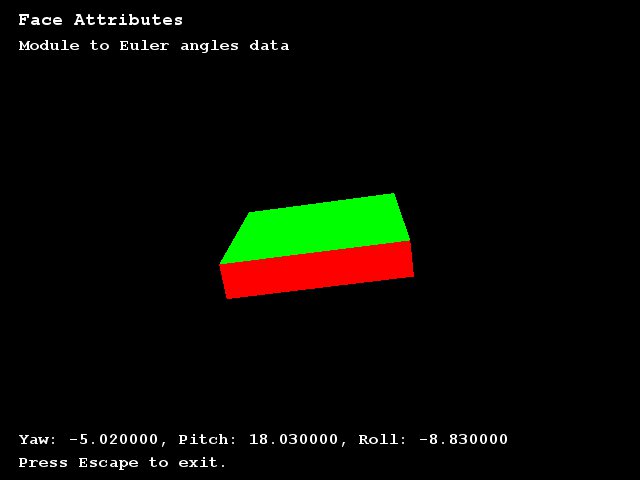 Face Attributes
Module to Euler angles data
Yaw: -5.020000, Pitch: 18.030000, Roll: -8.830000
Press Escape to exit.